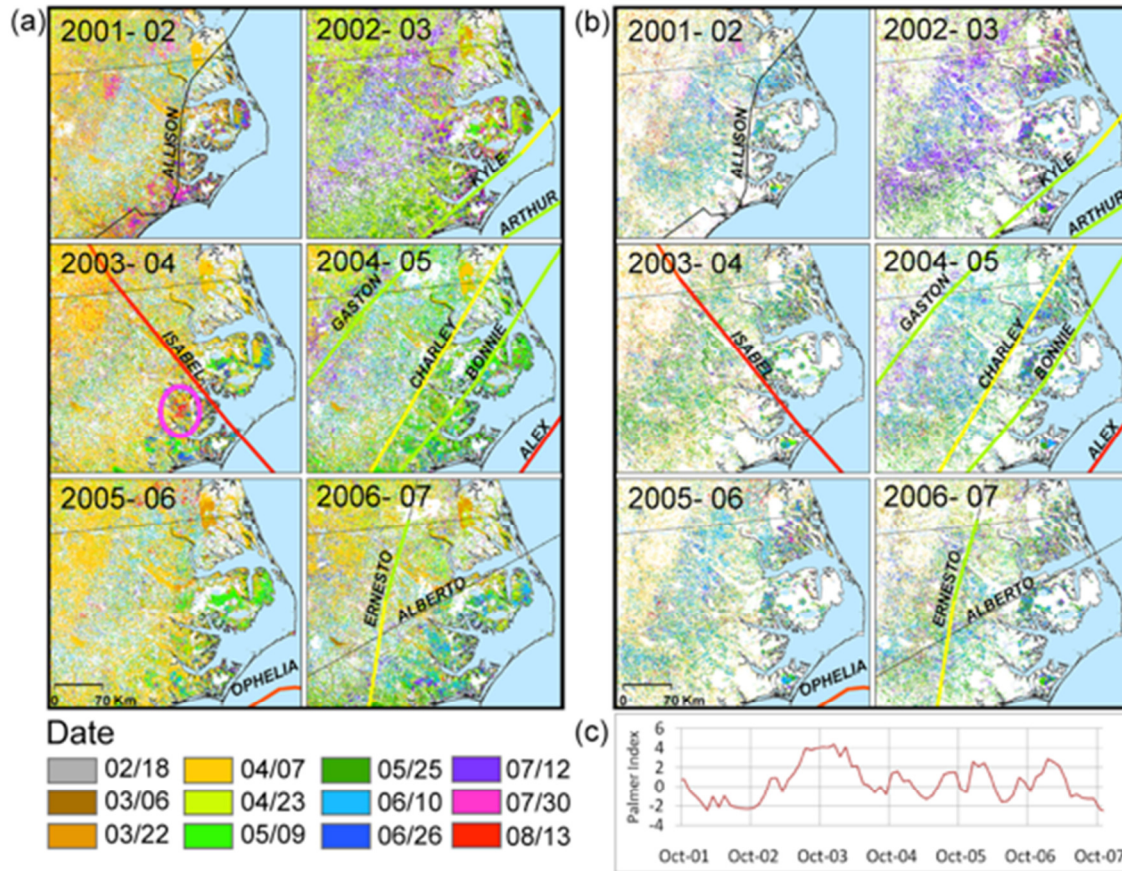 (a)
2001- 02
ALLISON
2002- 03
KYLE
ARTHUR
2003- 04
ISABEL
2004- 05
GASTON
CHARLEY
BONNIE
ALEX
2005- 06
OPHELIA
0 70 Km
2006- 07
ERNESTO
ALBERTO
(b)
2001- 02
ALLISON
2002- 03
KYLE
ARTHUR
2003- 04
ISABEL
2004- 05
GASTON
CHARLEY
BONNIE
ALEX
2005- 06
OPHELIA
0 70 Km
2006- 07
ERNESTO
ALBERTO
Date
02/18 04/07 05/25 07/12
03/06 04/23 06/10 07/30
03/22 05/09 06/26 08/13
(c)
Palmer Index
6
4
2
0
-2
-4
Oct-01 Oct-02 Oct-03 Oct-04 Oct-05 Oct-06 Oct-07